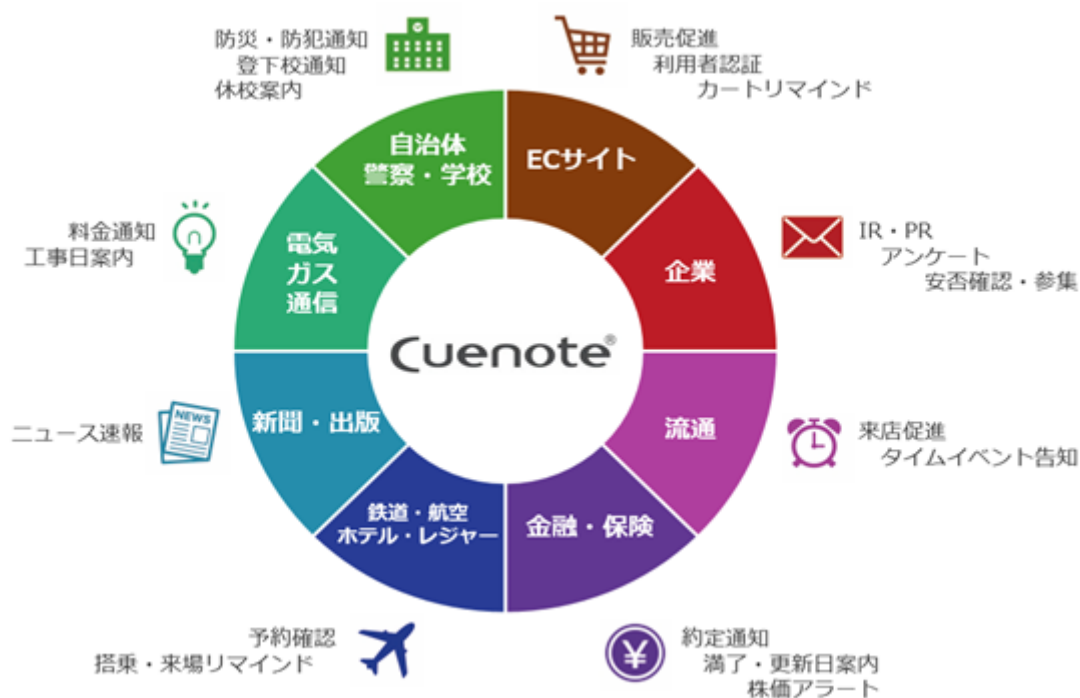 防災・防犯通知
登下校通知
休校案内
販売促進
利用者認証
カートリマインド
自治体
警察・学校
ECサイト
料金通知
工事日案内
電気
ガス
通信
企業
IR・PR
アンケート
安否確認・参集
Cuenote®
ニュース速報
NEWS
新聞・出版
流通
来店促進
タイムイベント告知
鉄道・航空
ホテル・レジャー
金融・保険
予約確認
搭乗・来場リマインド
¥
約定通知
満了・更新日案内
株価アラート